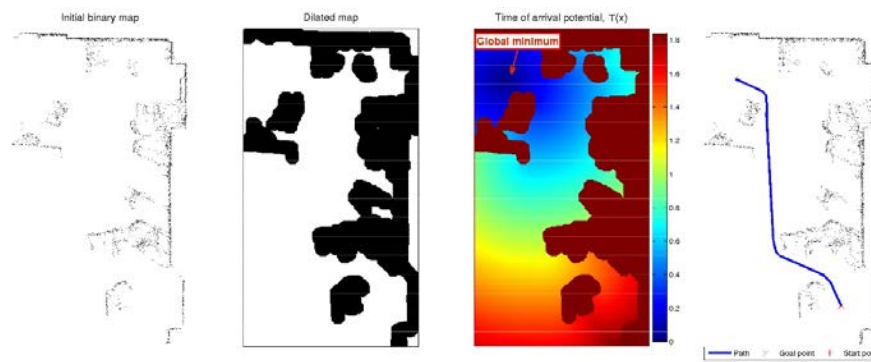 Initial binary map
Dilated map
Time of arrival potential, T(x)
Global minimum
1.8
1.6
1.4
1.2
1
0.8
0.6
0.4
0.2
0
Path
Goal point
Start po